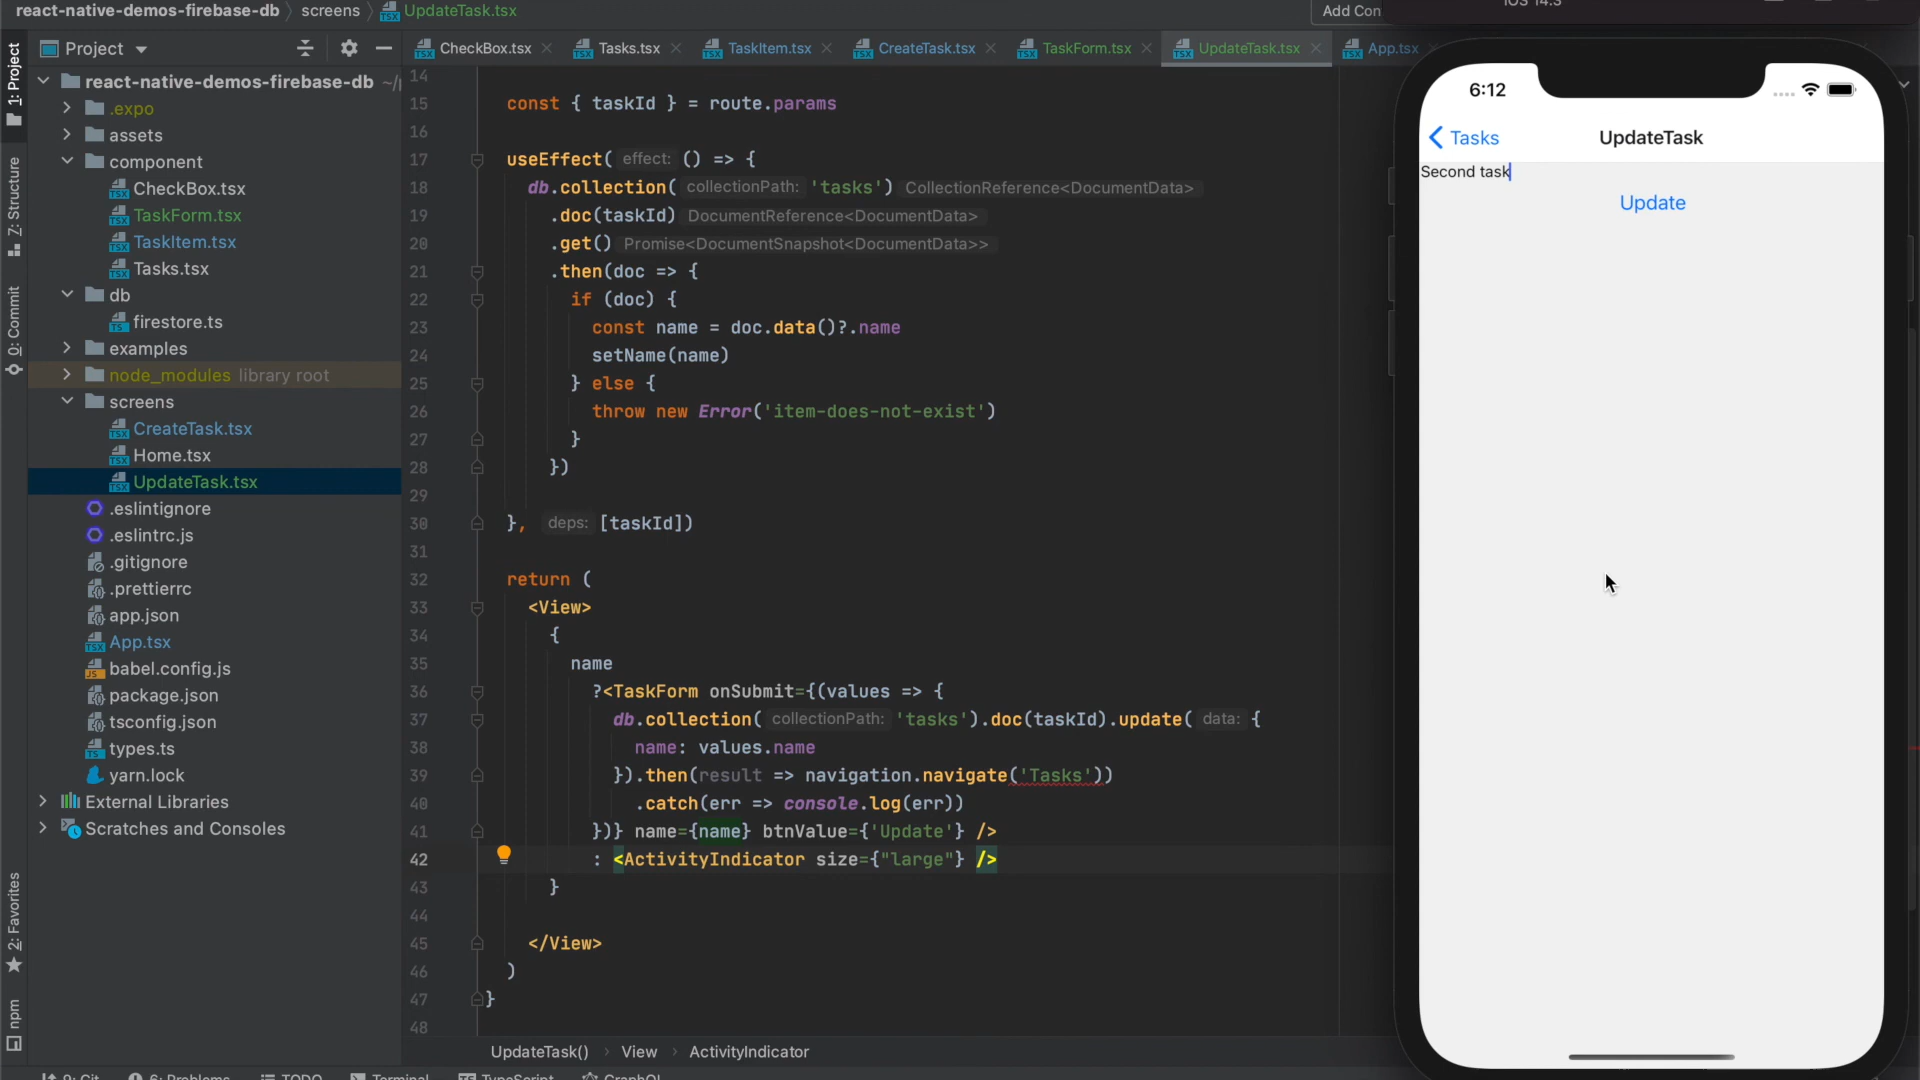 react-native-demos-firebase-db
screens
UpdateTask.tsx
Add Con
1: Project
Project
CheckBox.tsx
Tasks.tsx
TaskItem.tsx
CreateTask.tsx
TaskForm.tsx
UpdateTask.tsx
App.tsx
react-native-demos-firebase-db ~/
.expo
assets
component
CheckBox.tsx
TaskForm.tsx
TaskItem.tsx
Tasks.tsx
db
firestore.ts
examples
node_modules library root
screens
CreateTask.tsx
Home.tsx
UpdateTask.tsx
.eslintignore
.eslintrc.js
.gitignore
.prettierrc
app.json
App.tsx
babel.config.js
package.json
tsconfig.json
types.ts
yarn.lock
External Libraries
Scratches and Consoles
Z: Structure
0: Commit
2: Favorites
npm
14
15 const { taskId } = route.params
16
17 useEffect( effect: () => {
18 db.collection( collectionPath: 'tasks') CollectionReference<DocumentData>
19 .doc(taskId) DocumentReference<DocumentData>
20 .get() Promise<DocumentSnapshot<DocumentData>>
21 .then(doc => {
22 if (doc) {
23 const name = doc.data()?.name
24 setName(name)
25 } else {
26 throw new Error('item-does-not-exist')
27 }
28 })
29
30 }, deps: [taskId])
31
32 return (
33 <View>
34 {
35 name
36 ?<TaskForm onSubmit={(values => {
37 db.collection( collectionPath: 'tasks').doc(taskId).update( data: {
38 name: values.name
39 }).then(result => navigation.navigate('Tasks'))
40 .catch(err => console.log(err))
41 })} name={name} btnValue={'Update'} />
42 : <ActivityIndicator size={"large"} />
43 }
44
45 </View>
46 )
47 }
48
UpdateTask()
View
ActivityIndicator
9: Git
6: Problems
TODO
Terminal
TypeScript
GraphQL
iOS 14.3
6:12
Tasks
UpdateTask
Second task
Update